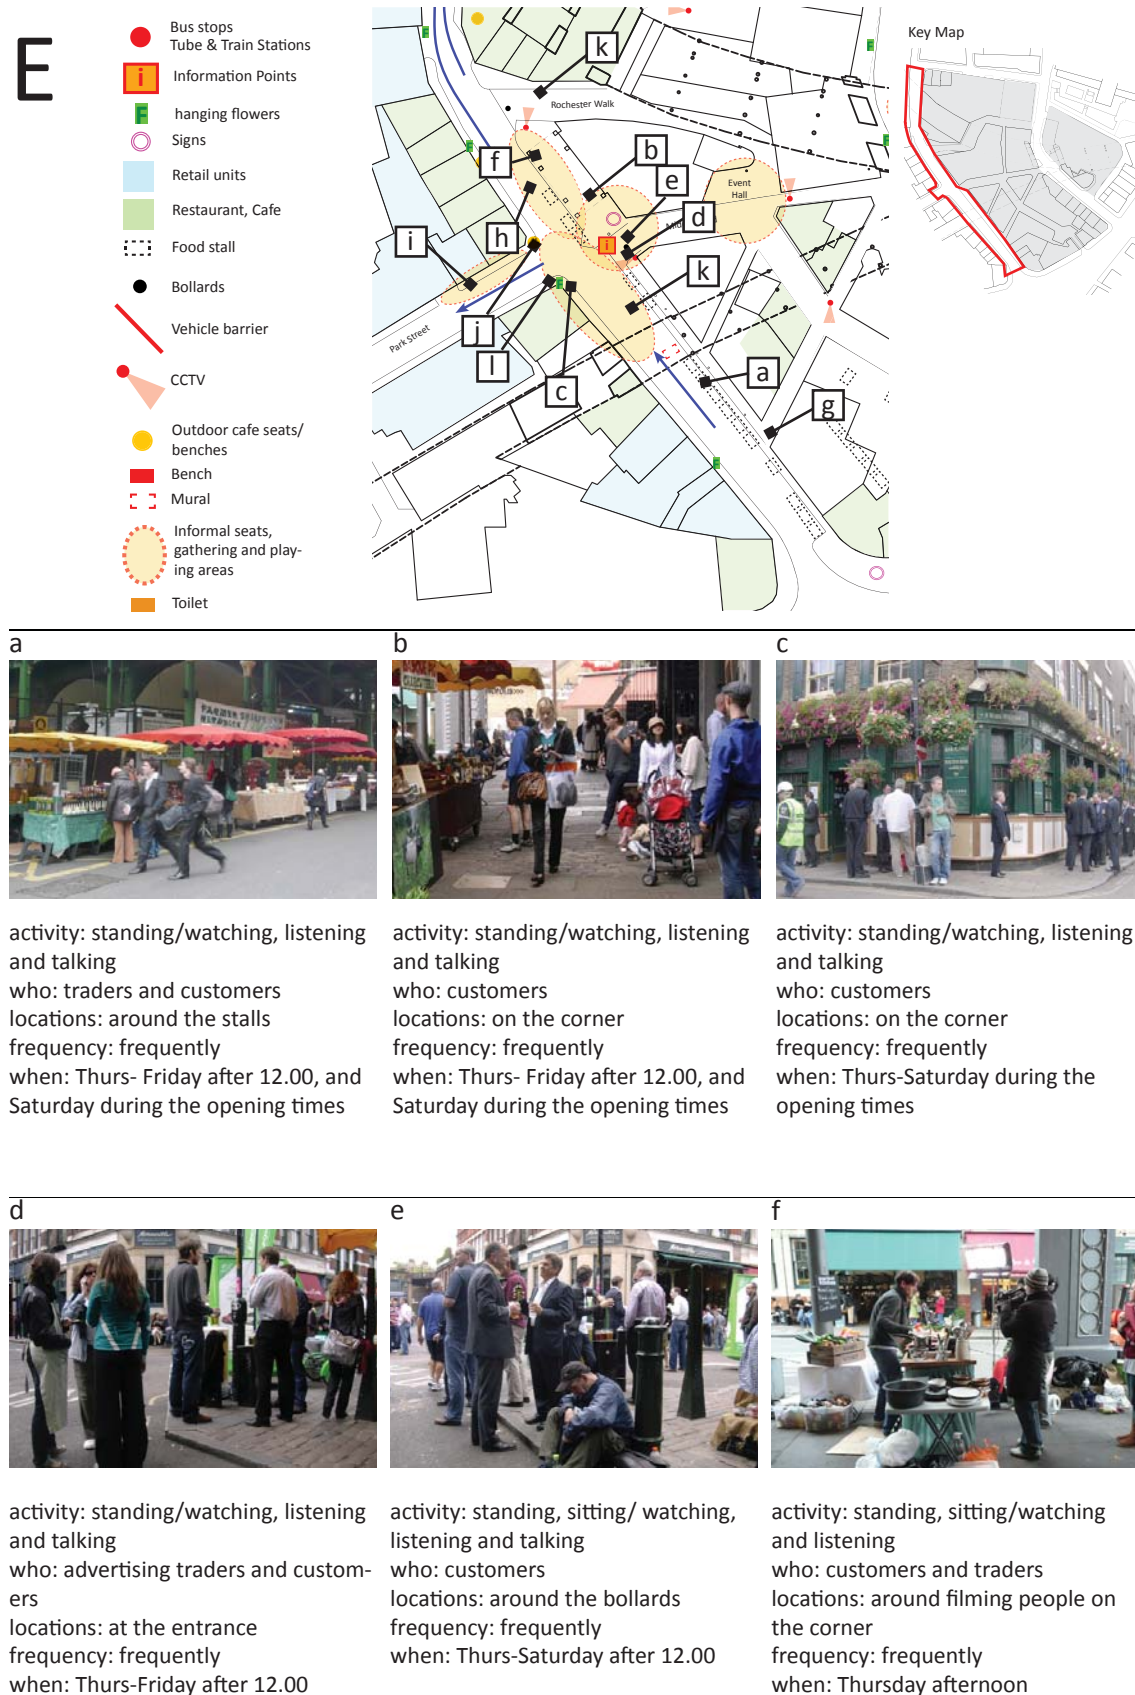 E
Bus stops
Tube & Train Stations
i
Information Points
F
hanging flowers
Signs
Retail units
Restaurant, Cafe
Food stall
Bollards
Vehicle barrier
CCTV
Outdoor cafe seats/
benches
Bench
Mural
Informal seats,
gathering and play-
ing areas
Toilet
Key Map
F
F
k
Rochester Walk
F
F
f
b
e
Event
Hall
d
Mid
i
h
i
k
F
j
Park Street
l
c
a
g
F
a
b
c
activity: standing/watching, listening
and talking
who: traders and customers
locations: around the stalls
frequency: frequently
when: Thurs- Friday after 12.00, and
Saturday during the opening times
activity: standing/watching, listening
and talking
who: customers
locations: on the corner
frequency: frequently
when: Thurs- Friday after 12.00, and
Saturday during the opening times
activity: standing/watching, listening
and talking
who: customers
locations: on the corner
frequency: frequently
when: Thurs-Saturday during the
opening times
d
e
f
activity: standing/watching, listening
and talking
who: advertising traders and custom-
ers
locations: at the entrance
frequency: frequently
when: Thurs-Friday after 12.00
activity: standing, sitting/ watching,
listening and talking
who: customers
locations: around the bollards
frequency: frequently
when: Thurs-Saturday after 12.00
activity: standing, sitting/watching
and listening
who: customers and traders
locations: around filming people on
the corner
frequency: frequently
when: Thursday afternoon